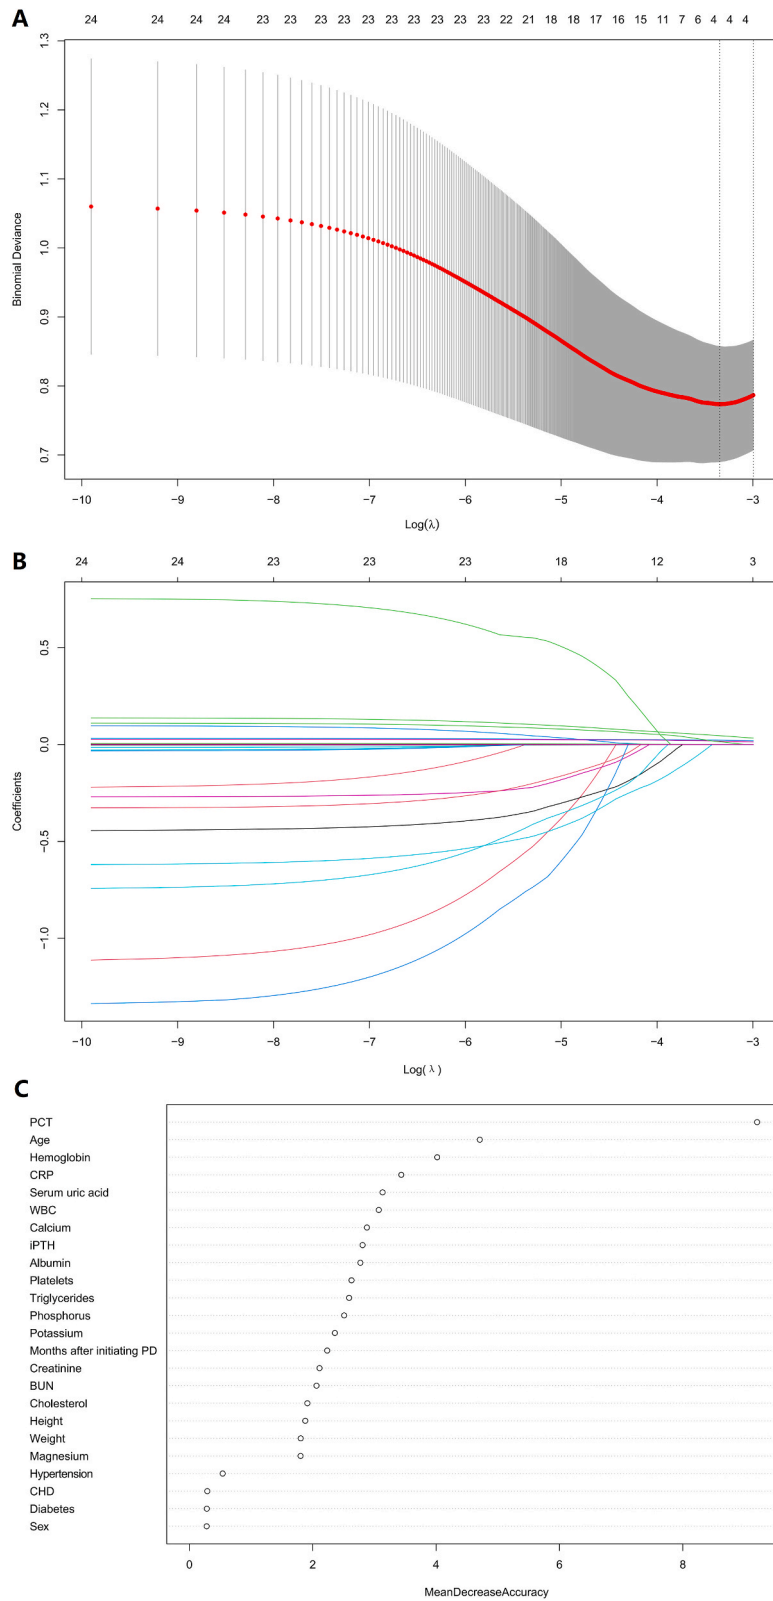 A
24 24 24 24 23 23 23 23 23 23 23 23 23 22 21 18 18 17 16 15 11 7 6 4 4 4
1.3
1.2
1.1
1.0
0.9
0.8
0.7
Binomial Deviance
−10 −9 −8 −7 −6 −5 −4 −3
Log(λ)
B
24 24 23 23 23 18 12 3
0.5
0.0
−0.5
−1.0
Coefficients
−10 −9 −8 −7 −6 −5 −4 −3
Log(λ)
C
PCT
Age
Hemoglobin
CRP
Serum uric acid
WBC
Calcium
iPTH
Albumin
Platelets
Triglycerides
Phosphorus
Potassium
Months after initiating PD
Creatinine
BUN
Cholesterol
Height
Weight
Magnesium
Hypertension
CHD
Diabetes
Sex
0 2 4 6 8
MeanDecreaseAccuracy